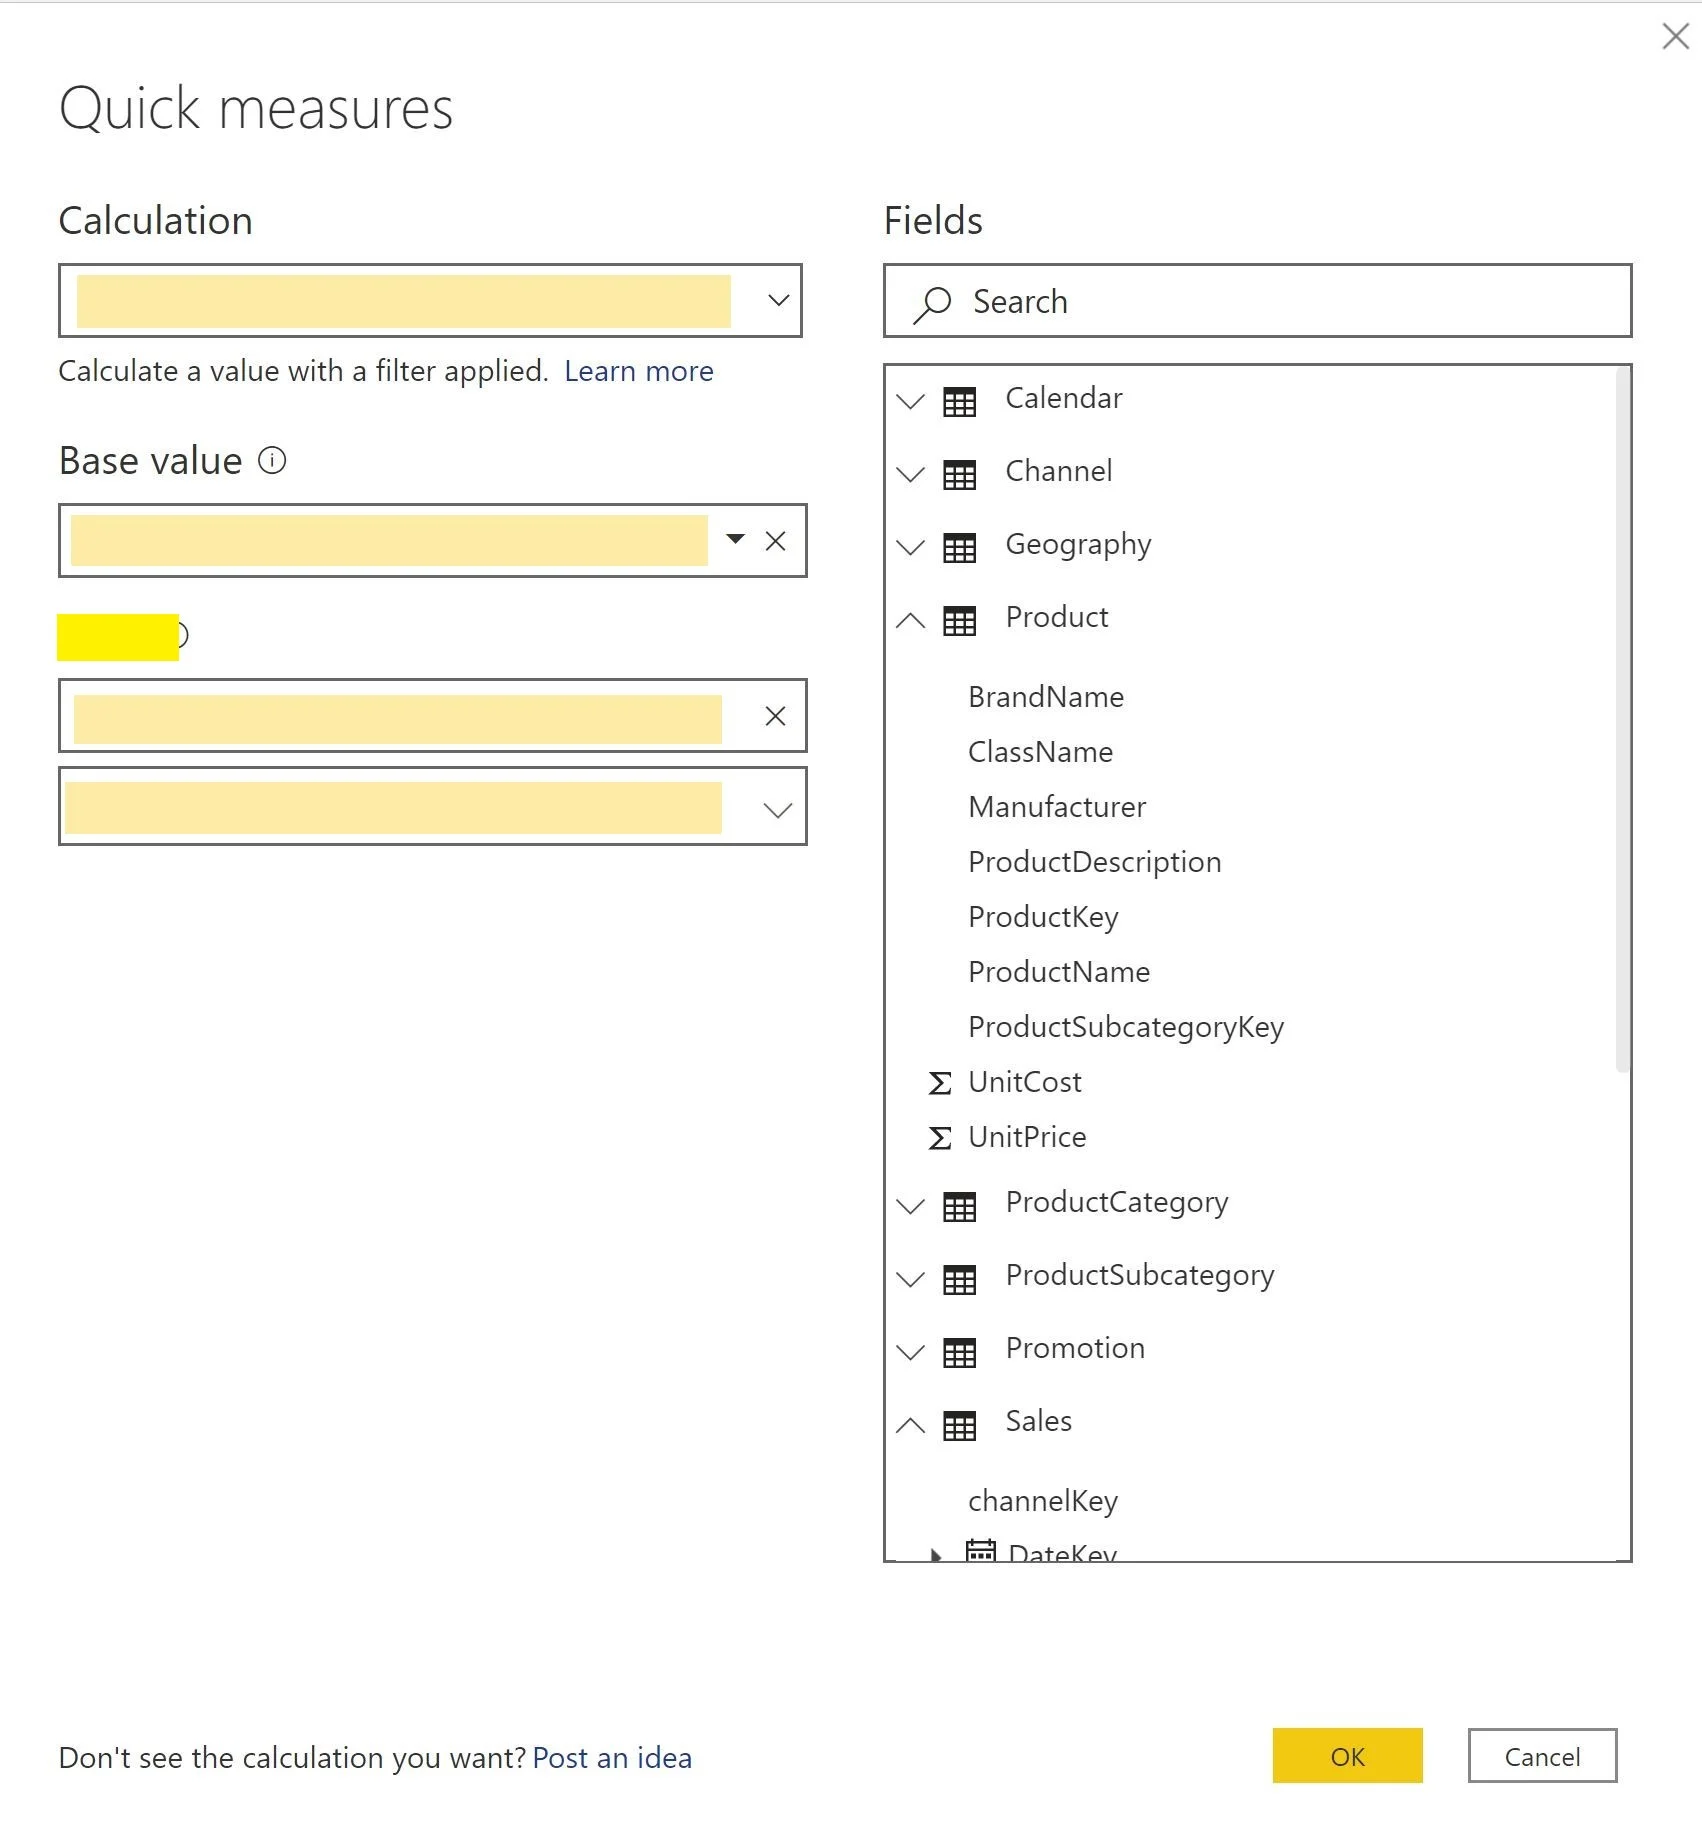 Quick measures
Calculation
Calculate a value with a filter applied. Learn more
Base value
Fields
Search
Calendar
Channel
Geography
Product
BrandName
ClassName
Manufacturer
ProductDescription
ProductKey
ProductName
ProductSubcategoryKey
UnitCost
UnitPrice
ProductCategory
ProductSubcategory
Promotion
Sales
channelKey
DateKey
Don't see the calculation you want? Post an idea
OK
Cancel